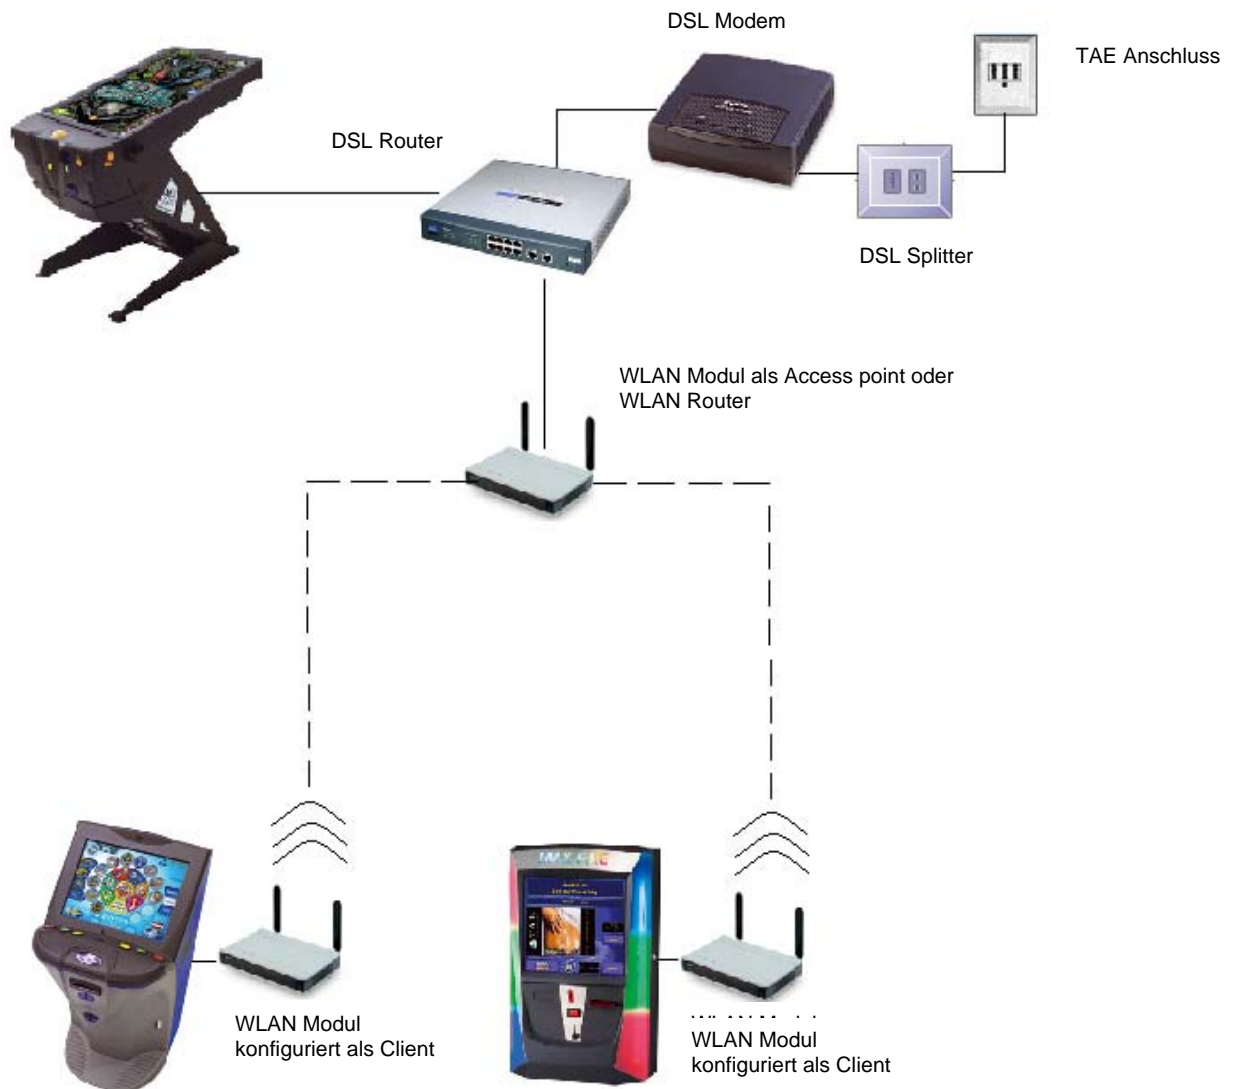 DSL Modem
TAE Anschluss
DSL Router
DSL Splitter
WLAN Modul als Access point oder
WLAN Router
WLAN Modul
konfiguriert als Client
WLAN Modul
konfiguriert als Client